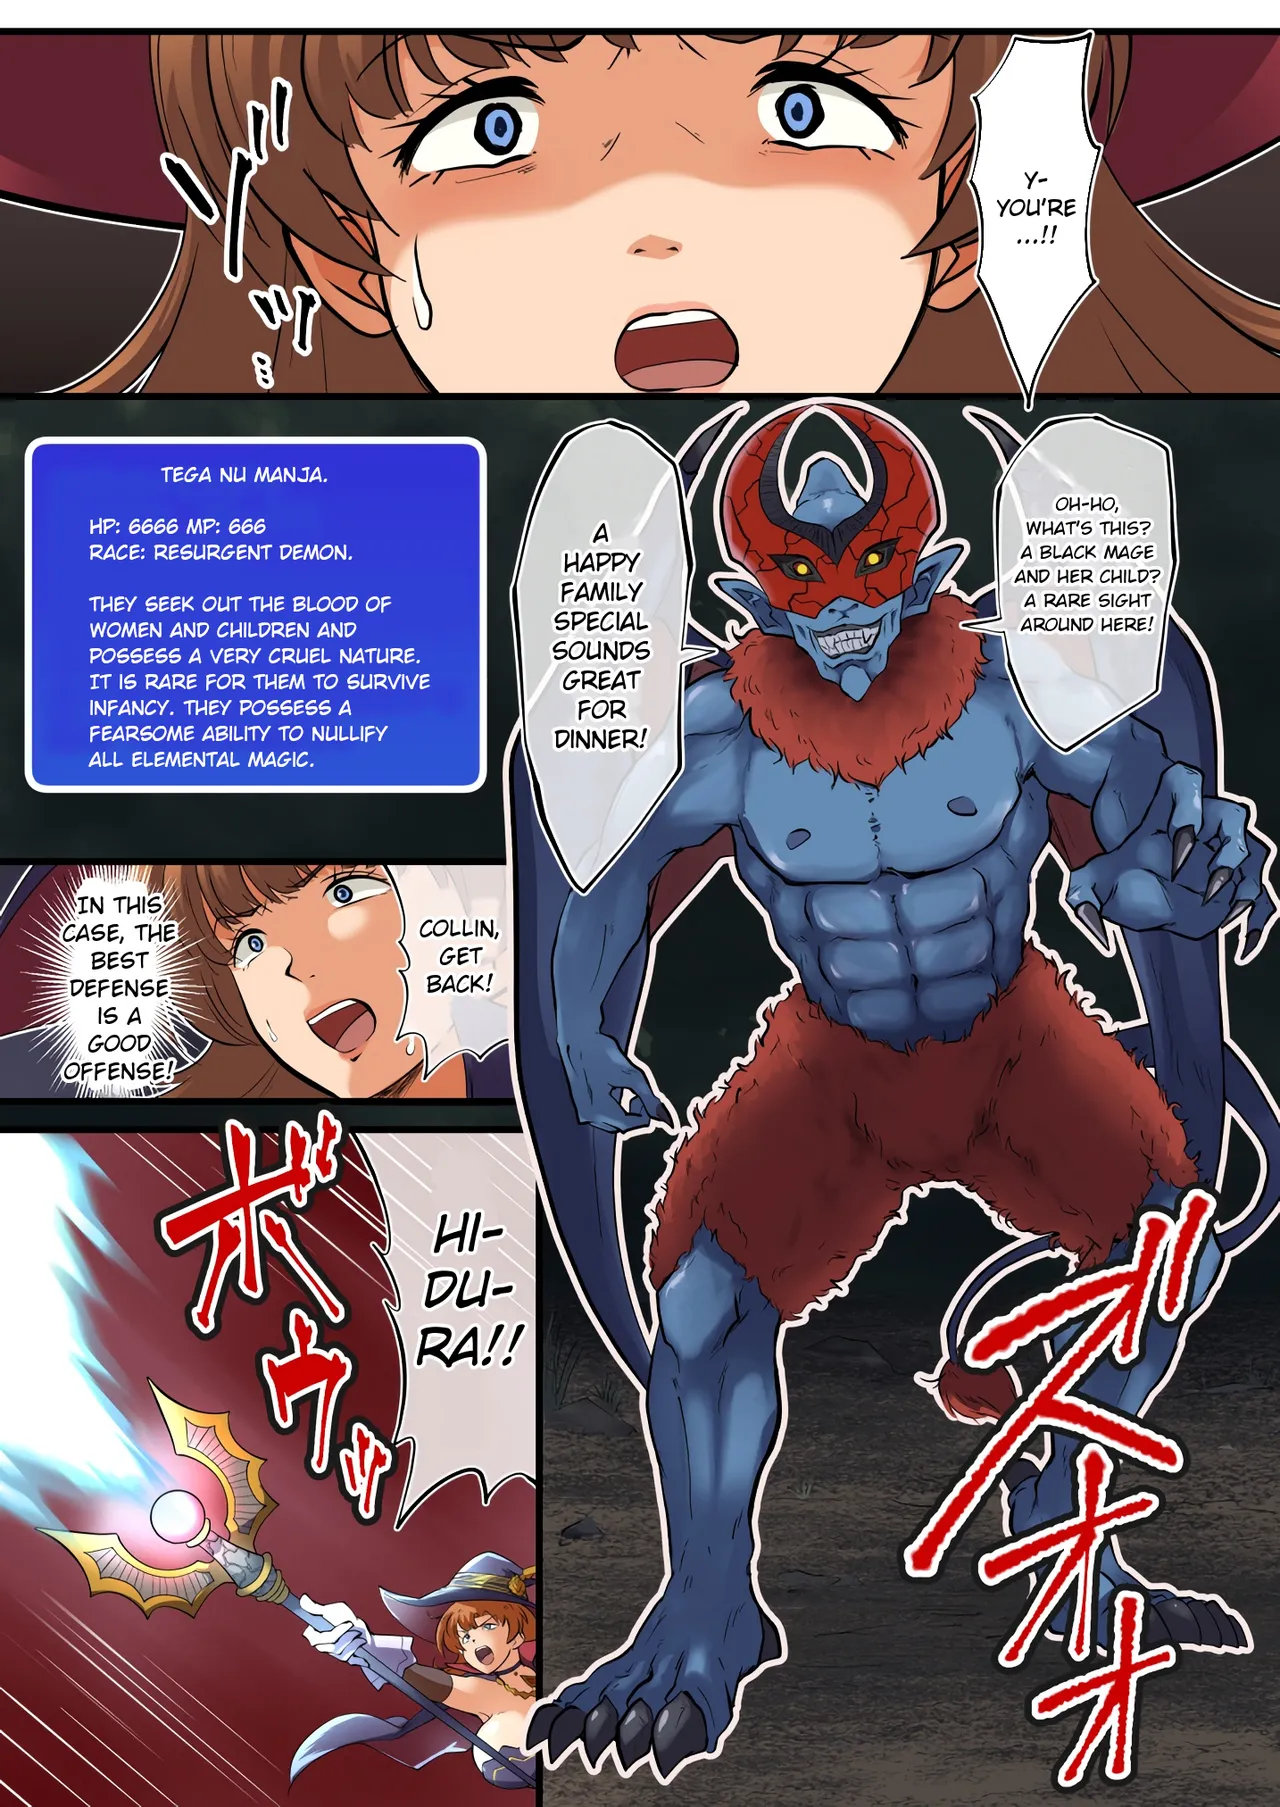 Y-
YOU'RE
...!!
ゾッ
ッ
...
OH-HO,
WHAT'S THIS?
A BLACK MAGE
AND HER CHILD?
A RARE SIGHT
AROUND HERE!
A
HAPPY
FAMILY
SPECIAL
SOUNDS
GREAT
FOR
DINNER!
TEGA NU MANJA.
HP: 6666 MP: 666
RACE: RESURGENT DEMON.
THEY SEEK OUT THE BLOOD OF
WOMEN AND CHILDREN AND
POSSESS A VERY CRUEL NATURE.
IT IS RARE FOR THEM TO SURVIVE
INFANCY. THEY POSSESS A
FEARSOME ABILITY TO NULLIFY
ALL ELEMENTAL MAGIC.
ズオオオ
COLLIN,
GET
BACK!
IN THIS
CASE, THE
BEST
DEFENSE
IS A
GOOD
OFFENSE!
HI-
DU-
RA!!
ボウッ